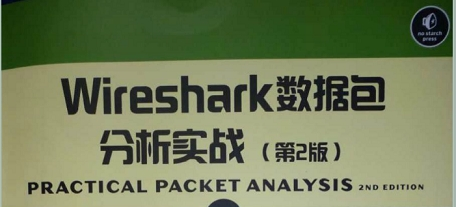 no starch
press
Wireshark数据包
分析实战（第2版）
PRACTICAL PACKET ANALYSIS 2ND EDITION